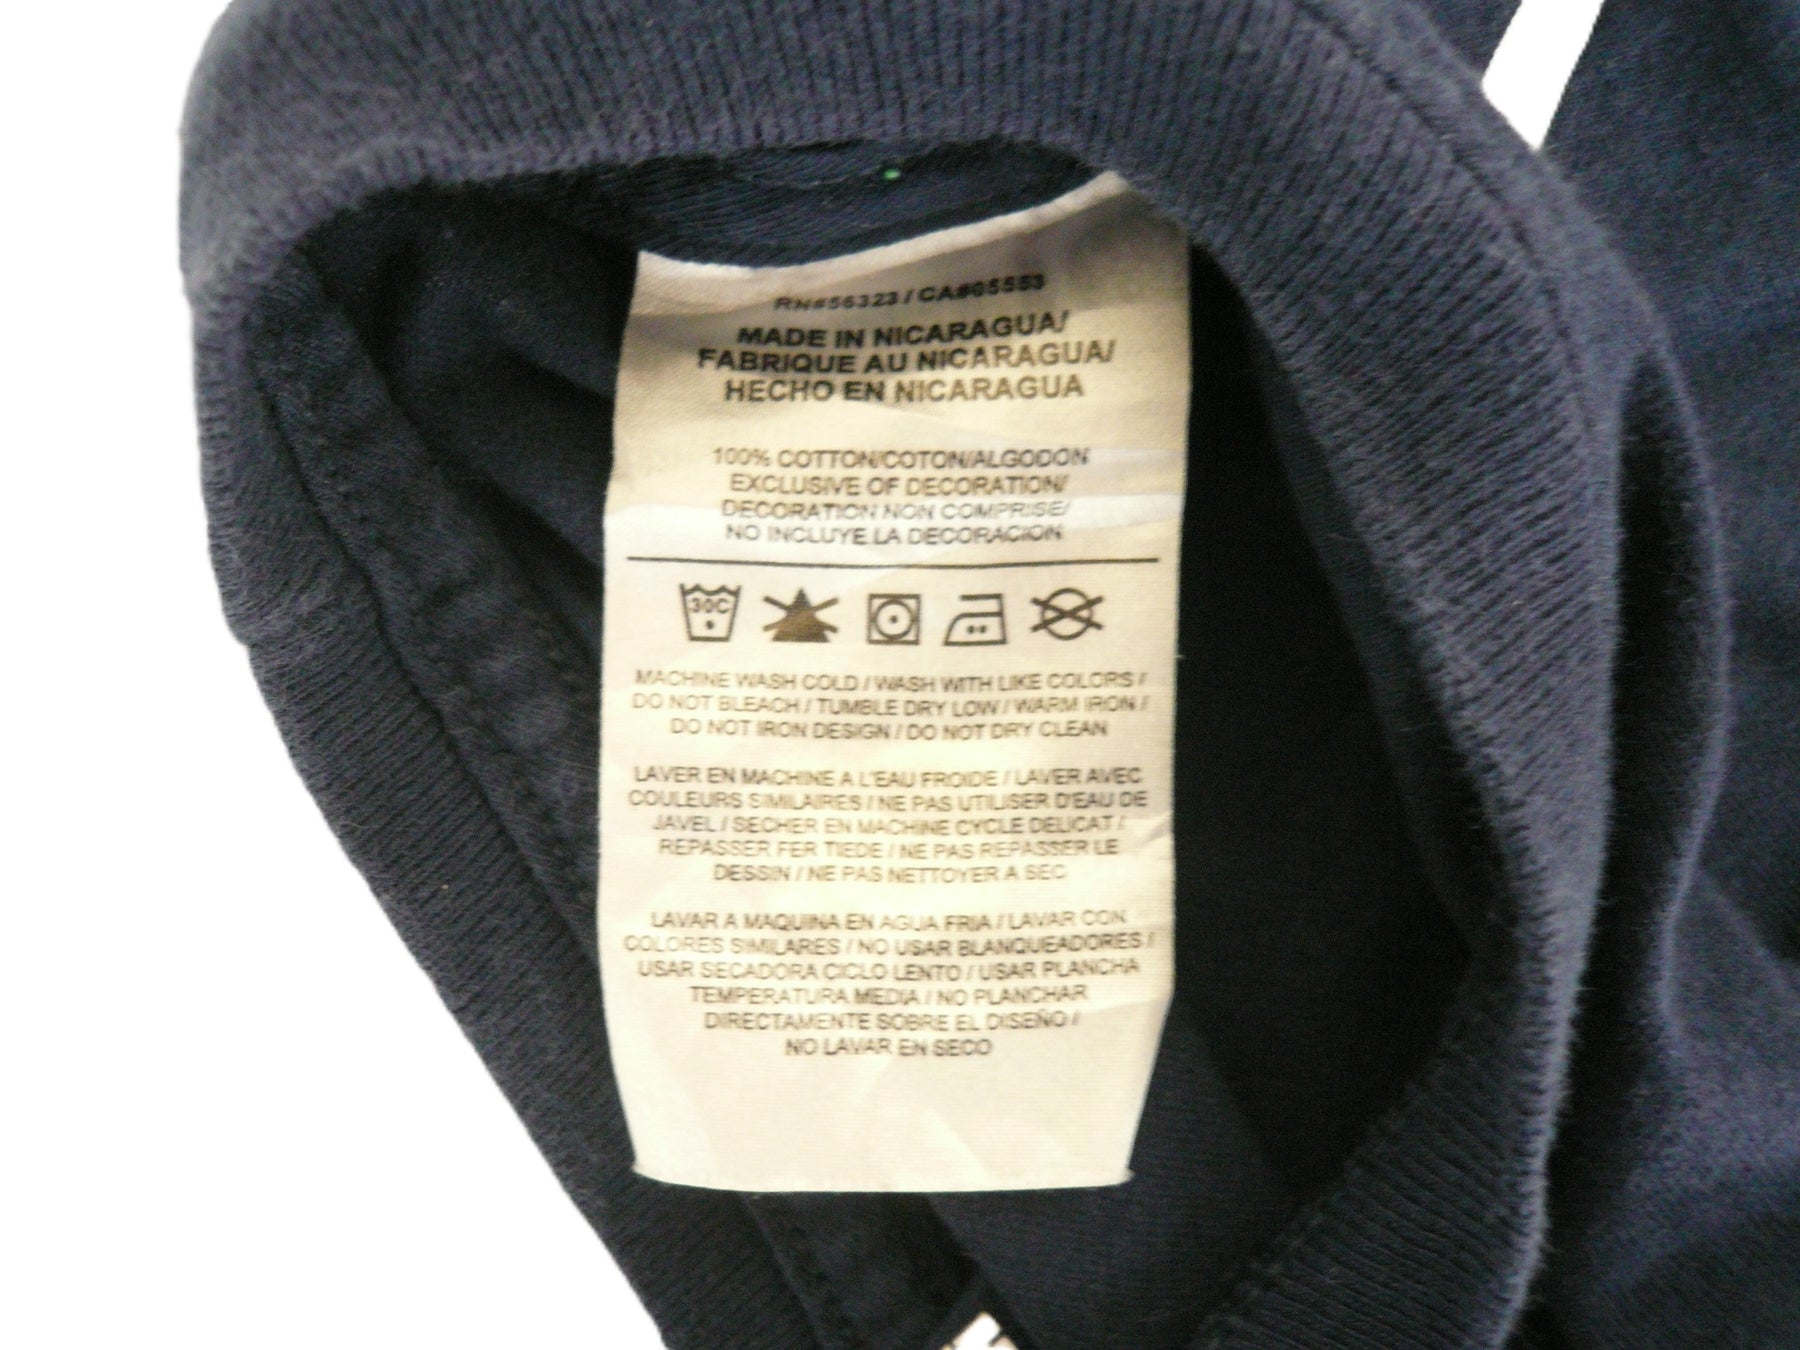 RN#56323 / CA#05553
MADE IN NICARAGUA/
FABRIQUE AU NICARAGUA/
HECHO EN NICARAGUA
100% COTTON/COTON/ALGODON
EXCLUSIVE OF DECORATION/
DECORATION NON COMPRISE/
NO INCLUYE LA DECORACION
30C
MACHINE WASH COLD / WASH WITH LIKE COLORS /
DO NOT BLEACH / TUMBLE DRY LOW / WARM IRON /
DO NOT IRON DESIGN / DO NOT DRY CLEAN
LAVER EN MACHINE A L'EAU FROIDE / LAVER AVEC
COULEURS SIMILAIRES / NE PAS UTILISER D'EAU DE
JAVEL / SECHER EN MACHINE CYCLE DELICAT /
REPASSER FER TIEDE / NE PAS REPASSER LE
DESSIN / NE PAS NETTOYER A SEC
LAVAR A MAQUINA EN AGUA FRIA / LAVAR CON
COLORES SIMILARES / NO USAR BLANQUEADORES /
USAR SECADORA CICLO LENTO / USAR PLANCHA
TEMPERATURA MEDIA / NO PLANCHAR
DIRECTAMENTE SOBRE EL DISEÑO /
NO LAVAR EN SECO